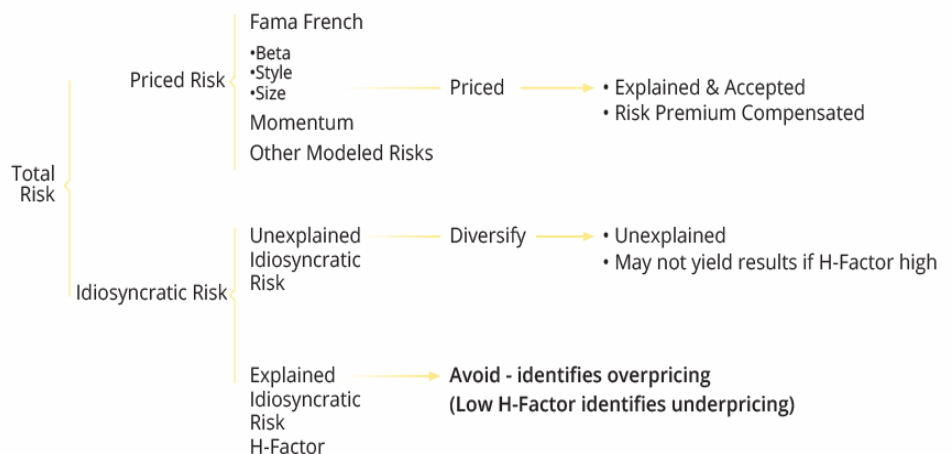 Total
Risk
Priced Risk
Fama French
•Beta
•Style
•Size
Momentum
Other Modeled Risks
Priced
• Explained & Accepted
• Risk Premium Compensated
Idiosyncratic Risk
Unexplained
Idiosyncratic
Risk
Diversify
• Unexplained
• May not yield results if H-Factor high
Explained
Idiosyncratic
Risk
H-Factor
Avoid - identifies overpricing
(Low H-Factor identifies underpricing)